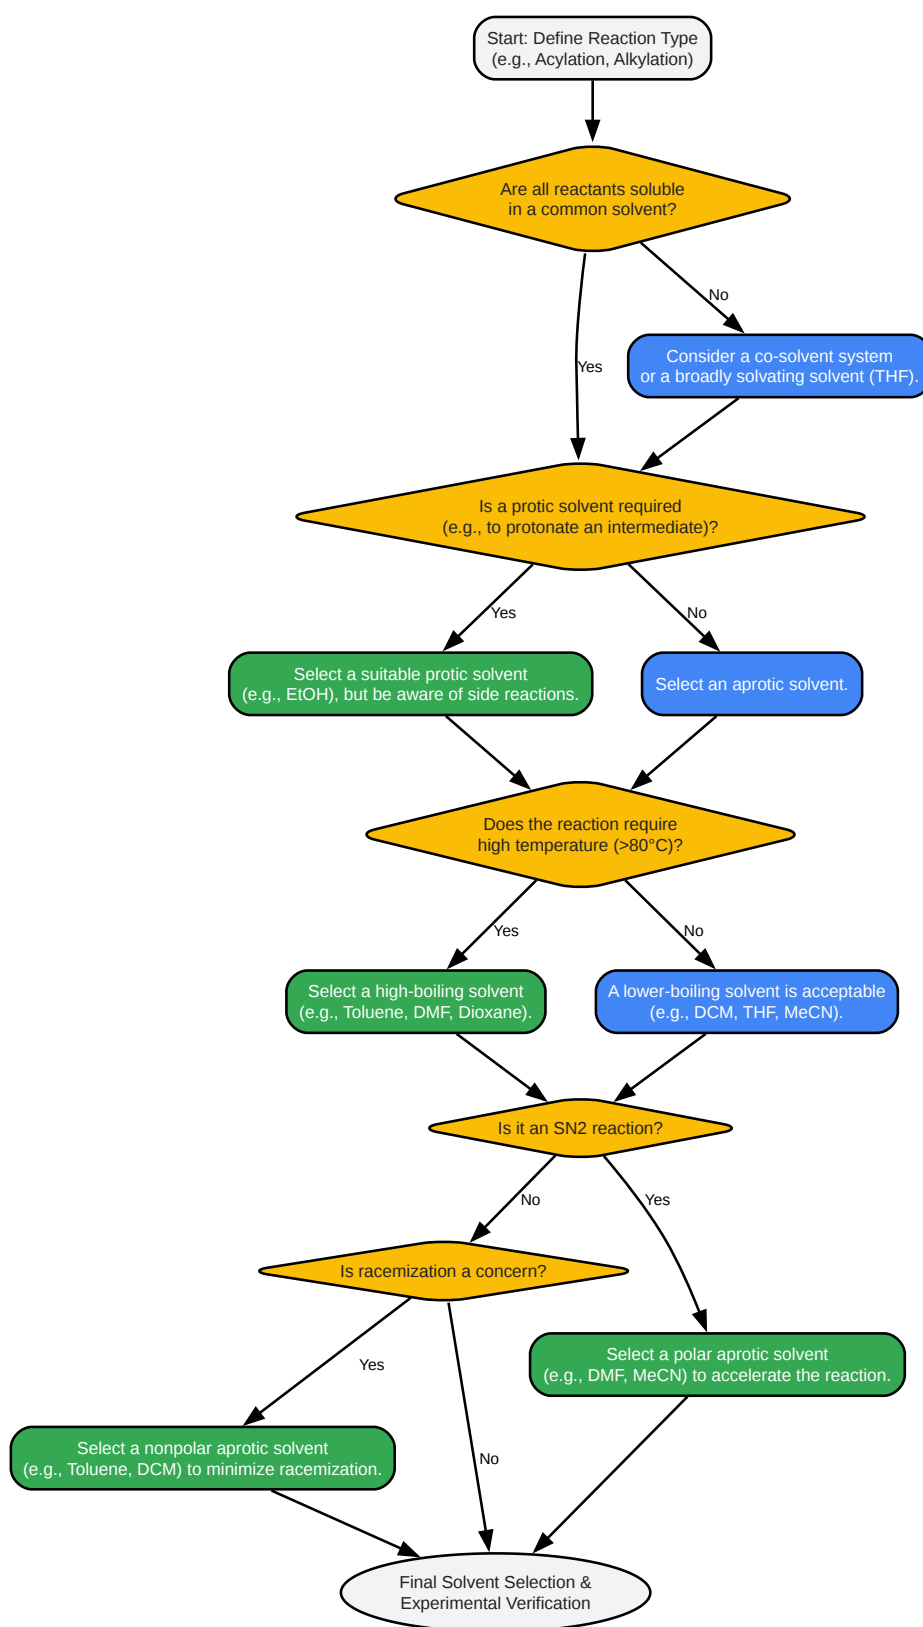 Start: Define Reaction Type
(e.g., Acylation, Alkylation)
Are all reactants soluble
in a common solvent?
No
Yes
Consider a co-solvent system
or a broadly solvating solvent (THF).
Is a protic solvent required
(e.g., to protonate an intermediate)?
Yes
No
Select a suitable protic solvent
(e.g., EtOH), but be aware of side reactions.
Select an aprotic solvent.
Does the reaction require
high temperature (>80°C)?
Yes
No
Select a high-boiling solvent
(e.g., Toluene, DMF, Dioxane).
A lower-boiling solvent is acceptable
(e.g., DCM, THF, MeCN).
Is it an SN2 reaction?
No
Yes
Is racemization a concern?
Select a polar aprotic solvent
(e.g., DMF, MeCN) to accelerate the reaction.
Yes
No
Select a nonpolar aprotic solvent
(e.g., Toluene, DCM) to minimize racemization.
Final Solvent Selection &
Experimental Verification